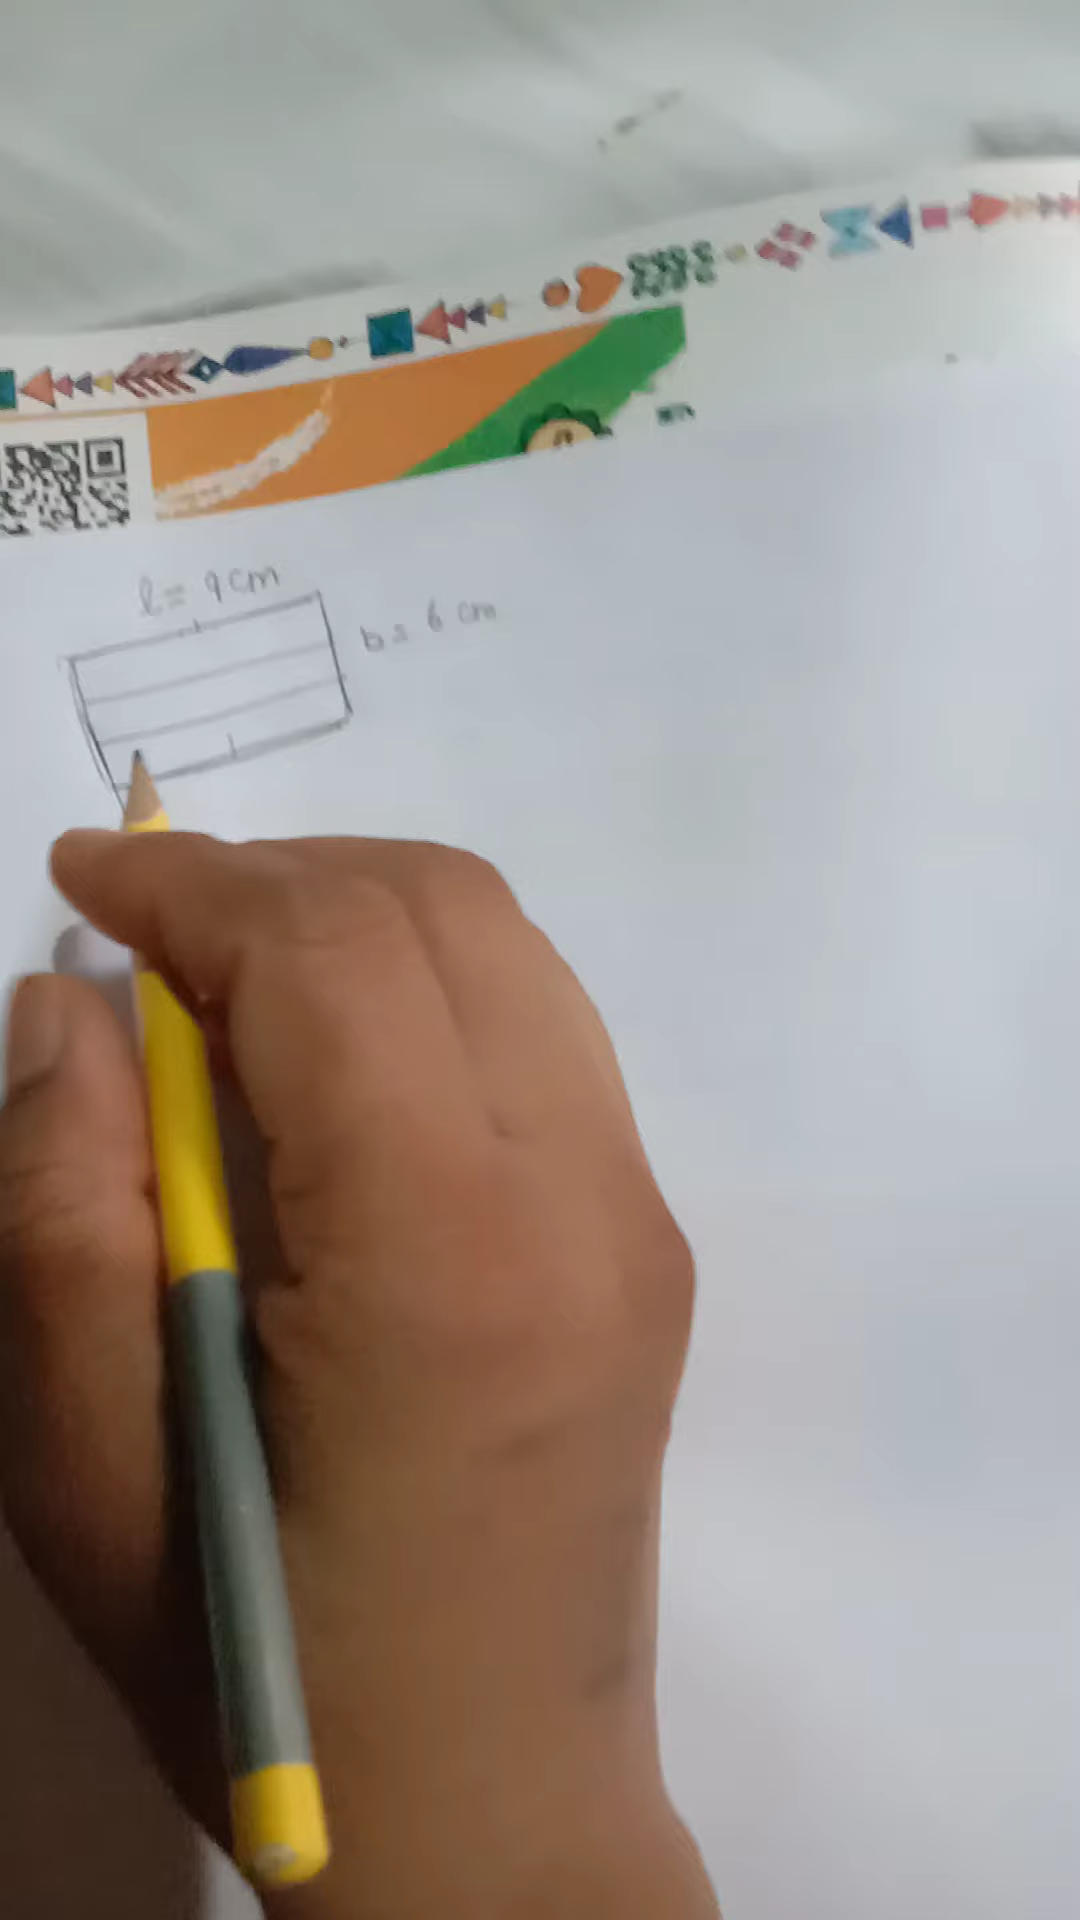 l = 9 cm
b = 6 cm